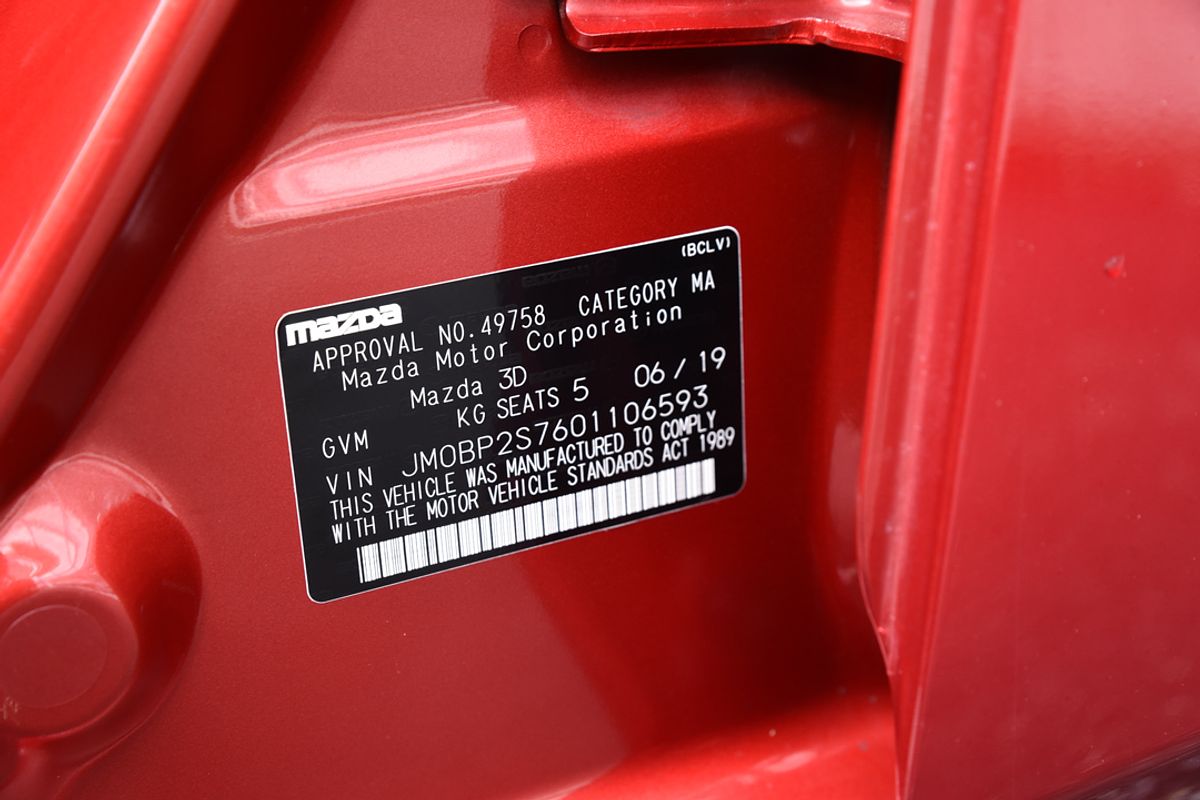 (BCLV)
mazda
APPROVAL NO.49758 CATEGORY MA
Mazda Motor Corporation
Mazda 3D
GVM KG SEATS 5 06/19
VIN JM0BP2S7601106593
THIS VEHICLE WAS MANUFACTURED TO COMPLY
WITH THE MOTOR VEHICLE STANDARDS ACT 1989